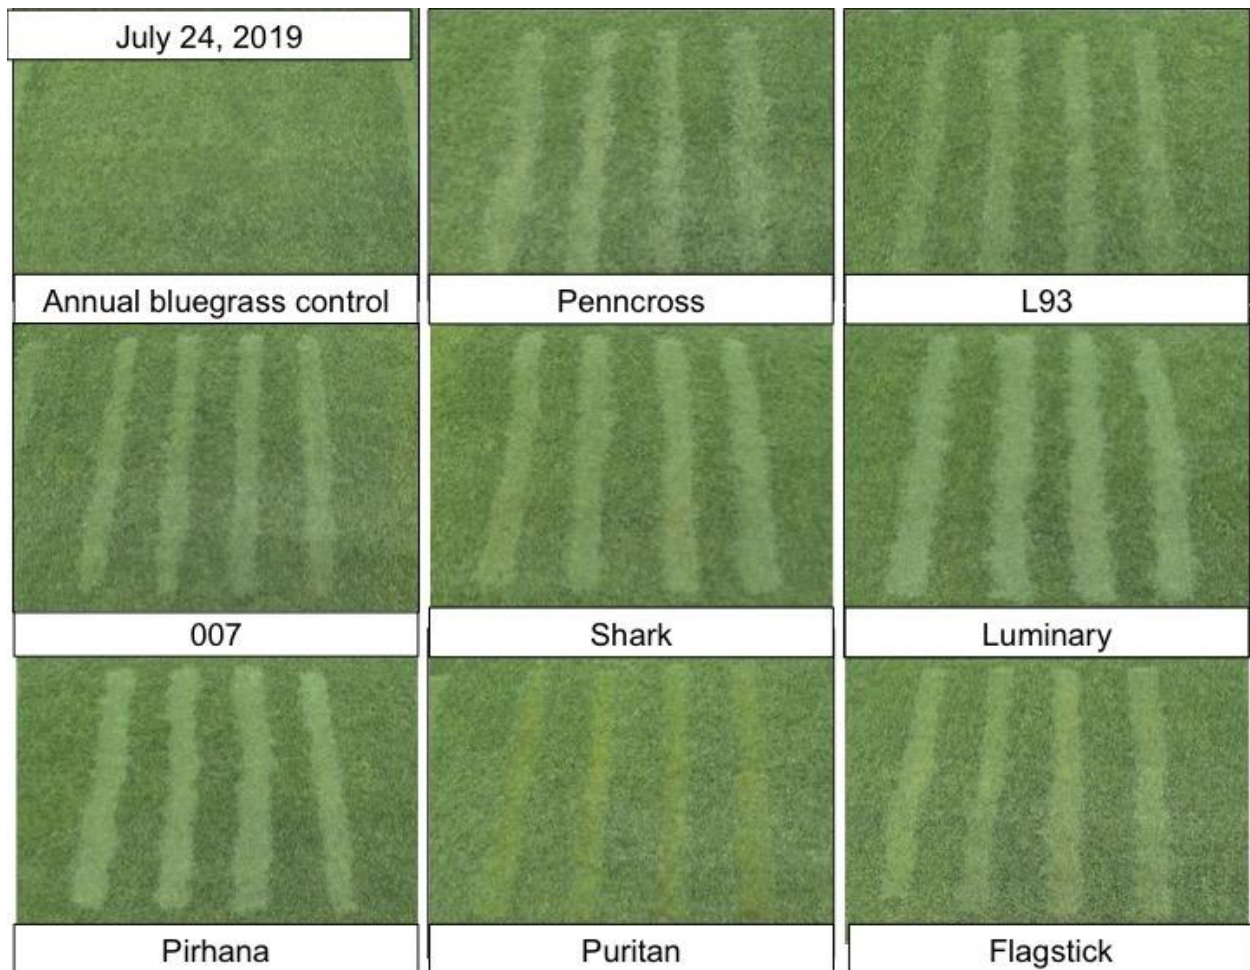 July 24, 2019
Annual bluegrass control
Penncross
L93
007
Shark
Luminary
Pirhana
Puritan
Flagstick